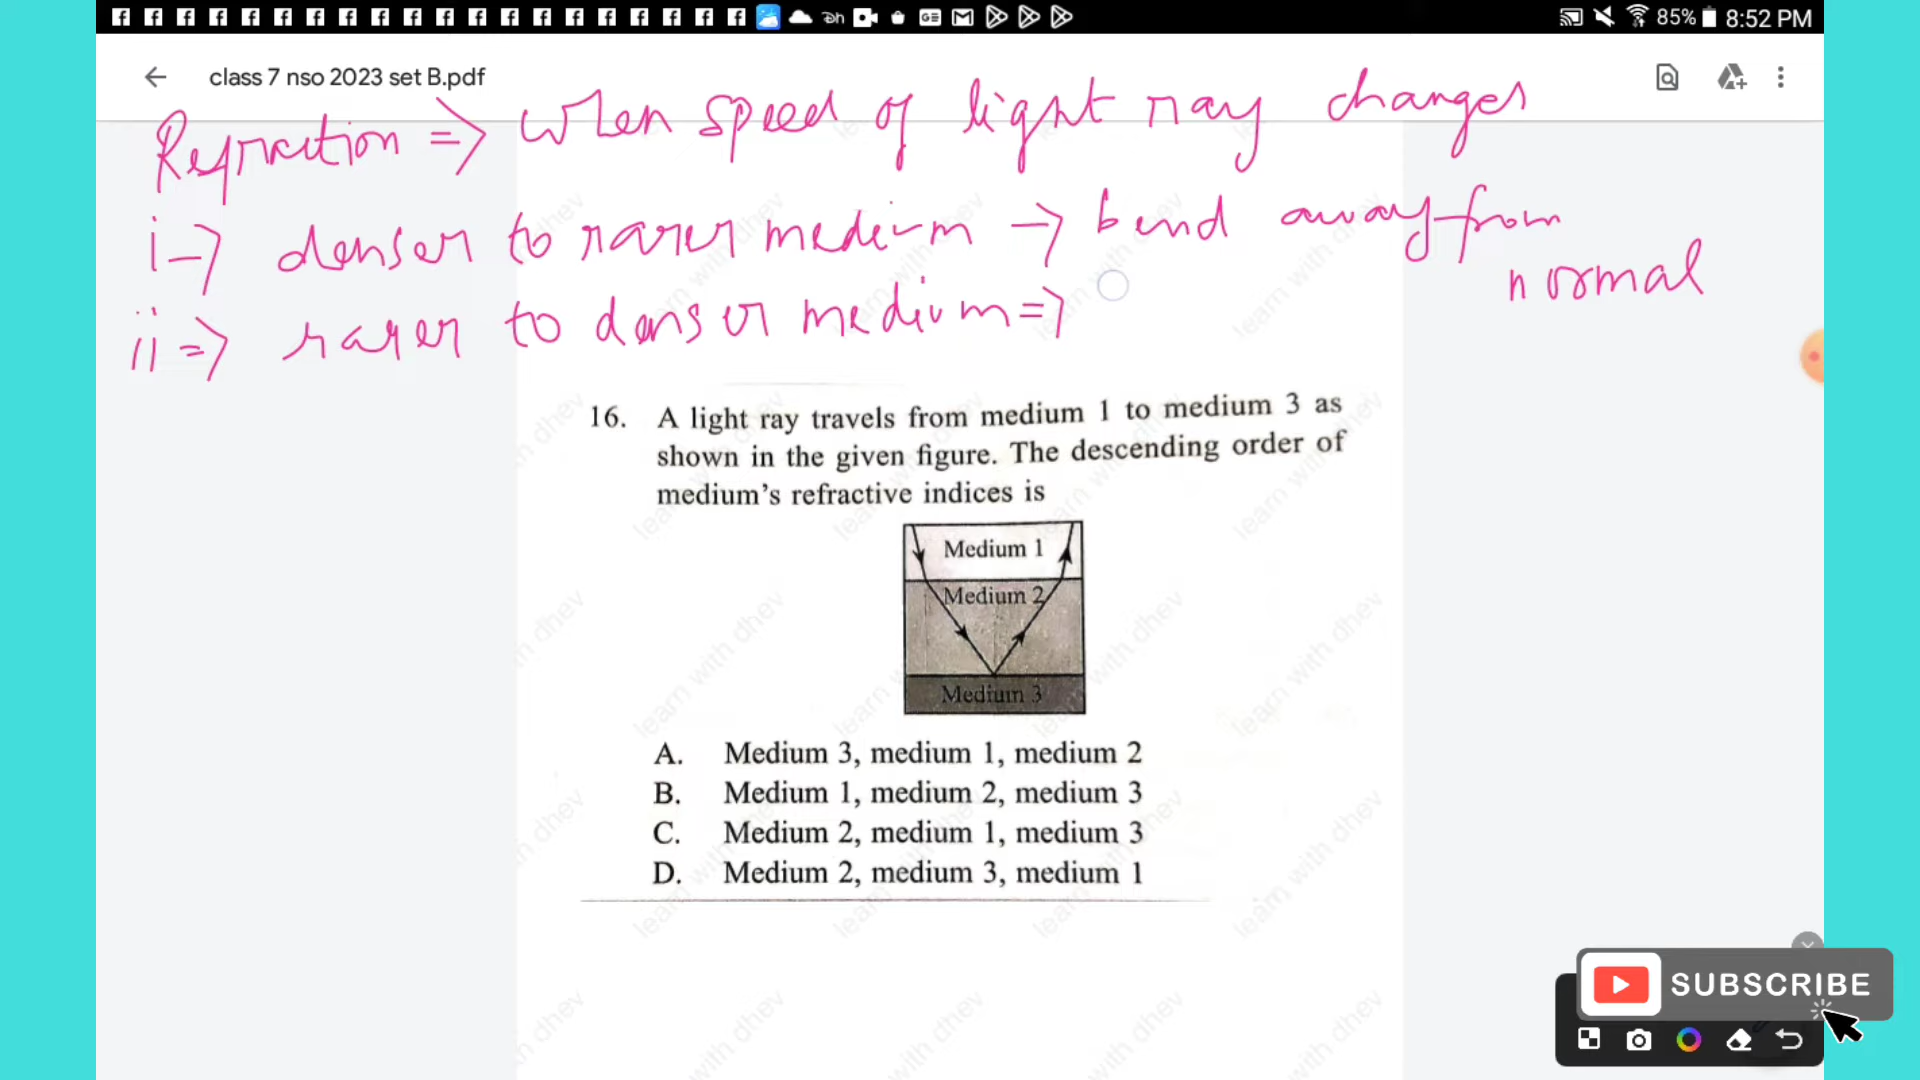 85% 8:52 PM
class 7 nso 2023 set B.pdf
Refraction => when speed of light ray changes
i -> denser to rarer medium -> bend away from
normal
ii => rarer to denser medium =>
16. A light ray travels from medium 1 to medium 3 as
shown in the given figure. The descending order of
medium's refractive indices is
Medium 1
Medium 2
Medium 3
A. Medium 3, medium 1, medium 2
B. Medium 1, medium 2, medium 3
C. Medium 2, medium 1, medium 3
D. Medium 2, medium 3, medium 1
learn with dhev
SUBSCRIBE